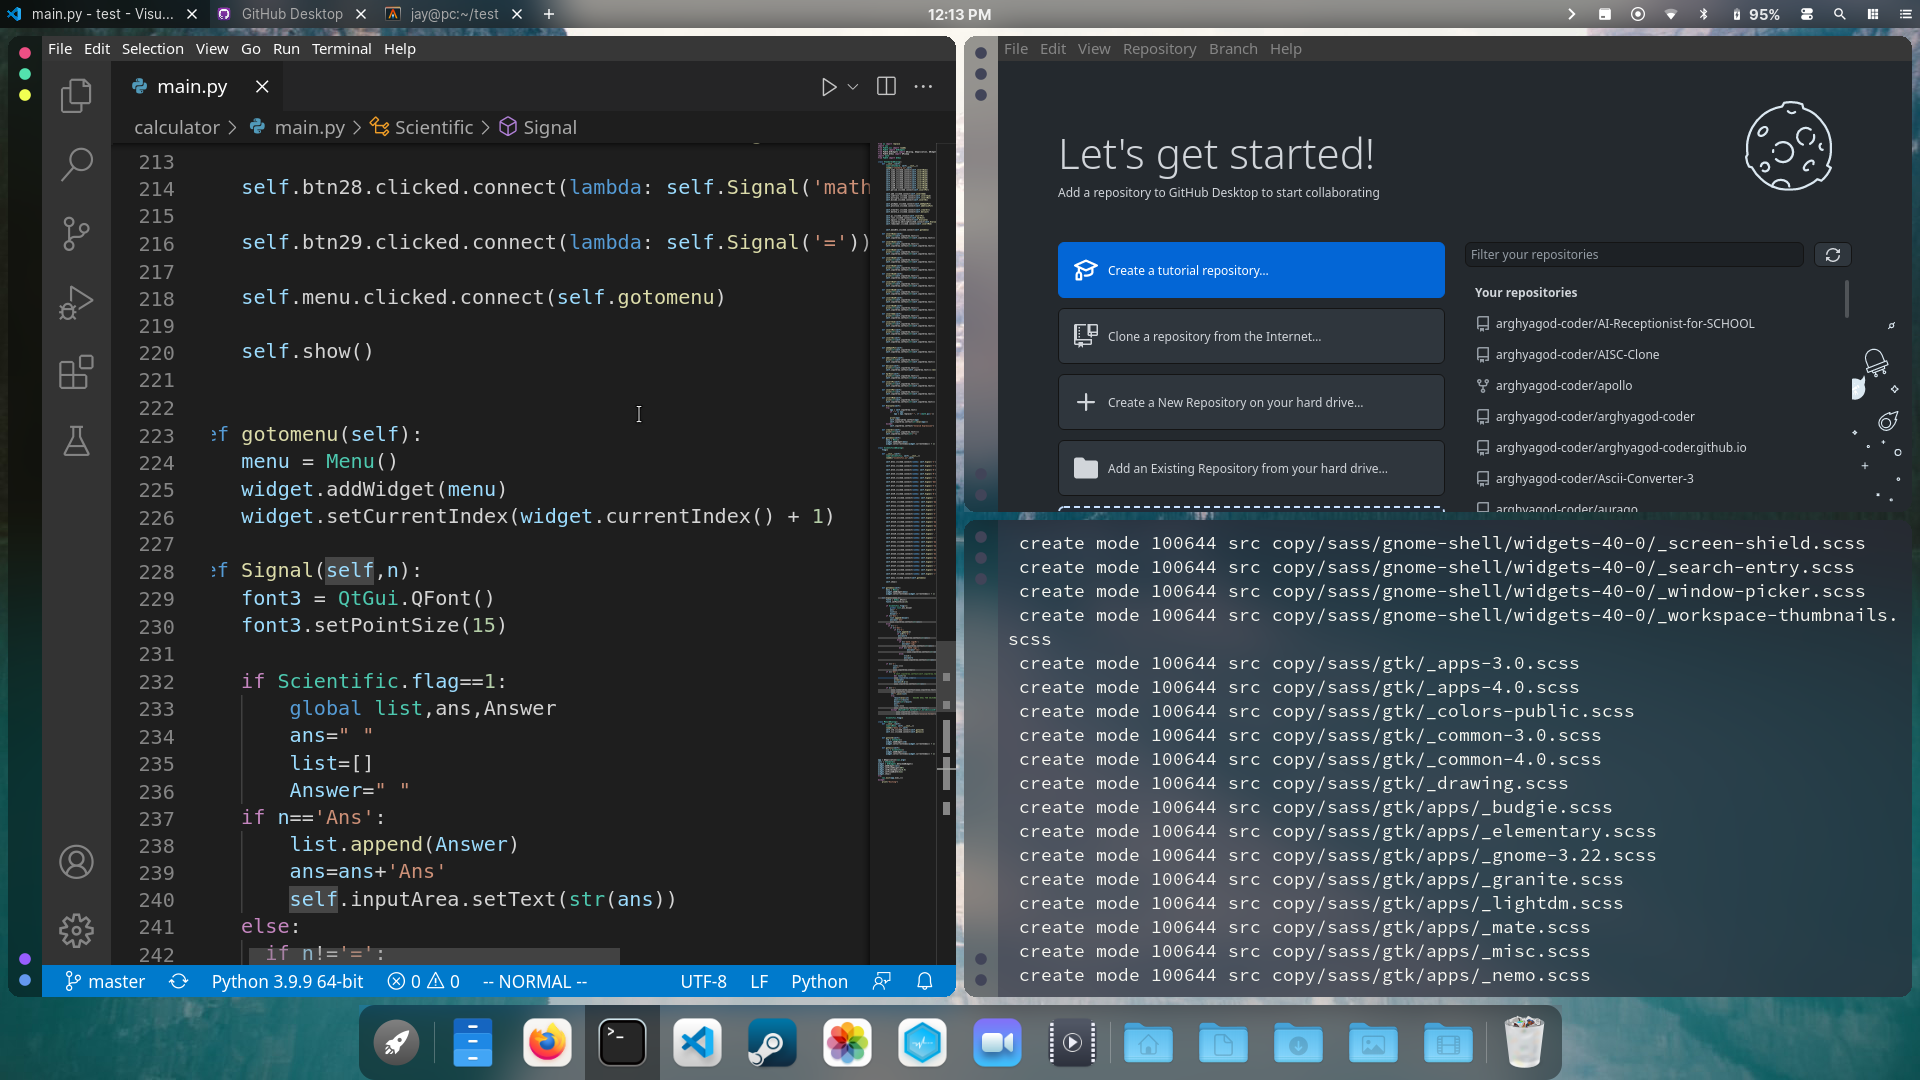 main.py - test - Visu...
GitHub Desktop
jay@pc:~/test
12:13 PM
95%
File Edit Selection View Go Run Terminal Help
main.py
calculator > main.py > Scientific > Signal
213
214 self.btn28.clicked.connect(lambda: self.Signal('math
215
216 self.btn29.clicked.connect(lambda: self.Signal('='))
217
218 self.menu.clicked.connect(self.gotomenu)
219
220 self.show()
221
222
223 ef gotomenu(self):
224 menu = Menu()
225 widget.addWidget(menu)
226 widget.setCurrentIndex(widget.currentIndex() + 1)
227
228 ef Signal(self,n):
229 font3 = QtGui.QFont()
230 font3.setPointSize(15)
231
232 if Scientific.flag==1:
233 global list,ans,Answer
234 ans=" "
235 list=[]
236 Answer=" "
237 if n=='Ans':
238 list.append(Answer)
239 ans=ans+'Ans'
240 self.inputArea.setText(str(ans))
241 else:
242 if n!='=':
master Python 3.9.9 64-bit 0 0 -- NORMAL -- UTF-8 LF Python
File Edit View Repository Branch Help
Let's get started!
Add a repository to GitHub Desktop to start collaborating
Create a tutorial repository...
Clone a repository from the Internet...
Create a New Repository on your hard drive...
Add an Existing Repository from your hard drive...
Filter your repositories
Your repositories
arghyagod-coder/AI-Receptionist-for-SCHOOL
arghyagod-coder/AISC-Clone
arghyagod-coder/apollo
arghyagod-coder/arghyagod-coder
arghyagod-coder/arghyagod-coder.github.io
arghyagod-coder/Ascii-Converter-3
arghyagod-coder/aurago
create mode 100644 src copy/sass/gnome-shell/widgets-40-0/_screen-shield.scss
create mode 100644 src copy/sass/gnome-shell/widgets-40-0/_search-entry.scss
create mode 100644 src copy/sass/gnome-shell/widgets-40-0/_window-picker.scss
create mode 100644 src copy/sass/gnome-shell/widgets-40-0/_workspace-thumbnails.
scss
create mode 100644 src copy/sass/gtk/_apps-3.0.scss
create mode 100644 src copy/sass/gtk/_apps-4.0.scss
create mode 100644 src copy/sass/gtk/_colors-public.scss
create mode 100644 src copy/sass/gtk/_common-3.0.scss
create mode 100644 src copy/sass/gtk/_common-4.0.scss
create mode 100644 src copy/sass/gtk/_drawing.scss
create mode 100644 src copy/sass/gtk/apps/_budgie.scss
create mode 100644 src copy/sass/gtk/apps/_elementary.scss
create mode 100644 src copy/sass/gtk/apps/_gnome-3.22.scss
create mode 100644 src copy/sass/gtk/apps/_granite.scss
create mode 100644 src copy/sass/gtk/apps/_lightdm.scss
create mode 100644 src copy/sass/gtk/apps/_mate.scss
create mode 100644 src copy/sass/gtk/apps/_misc.scss
create mode 100644 src copy/sass/gtk/apps/_nemo.scss